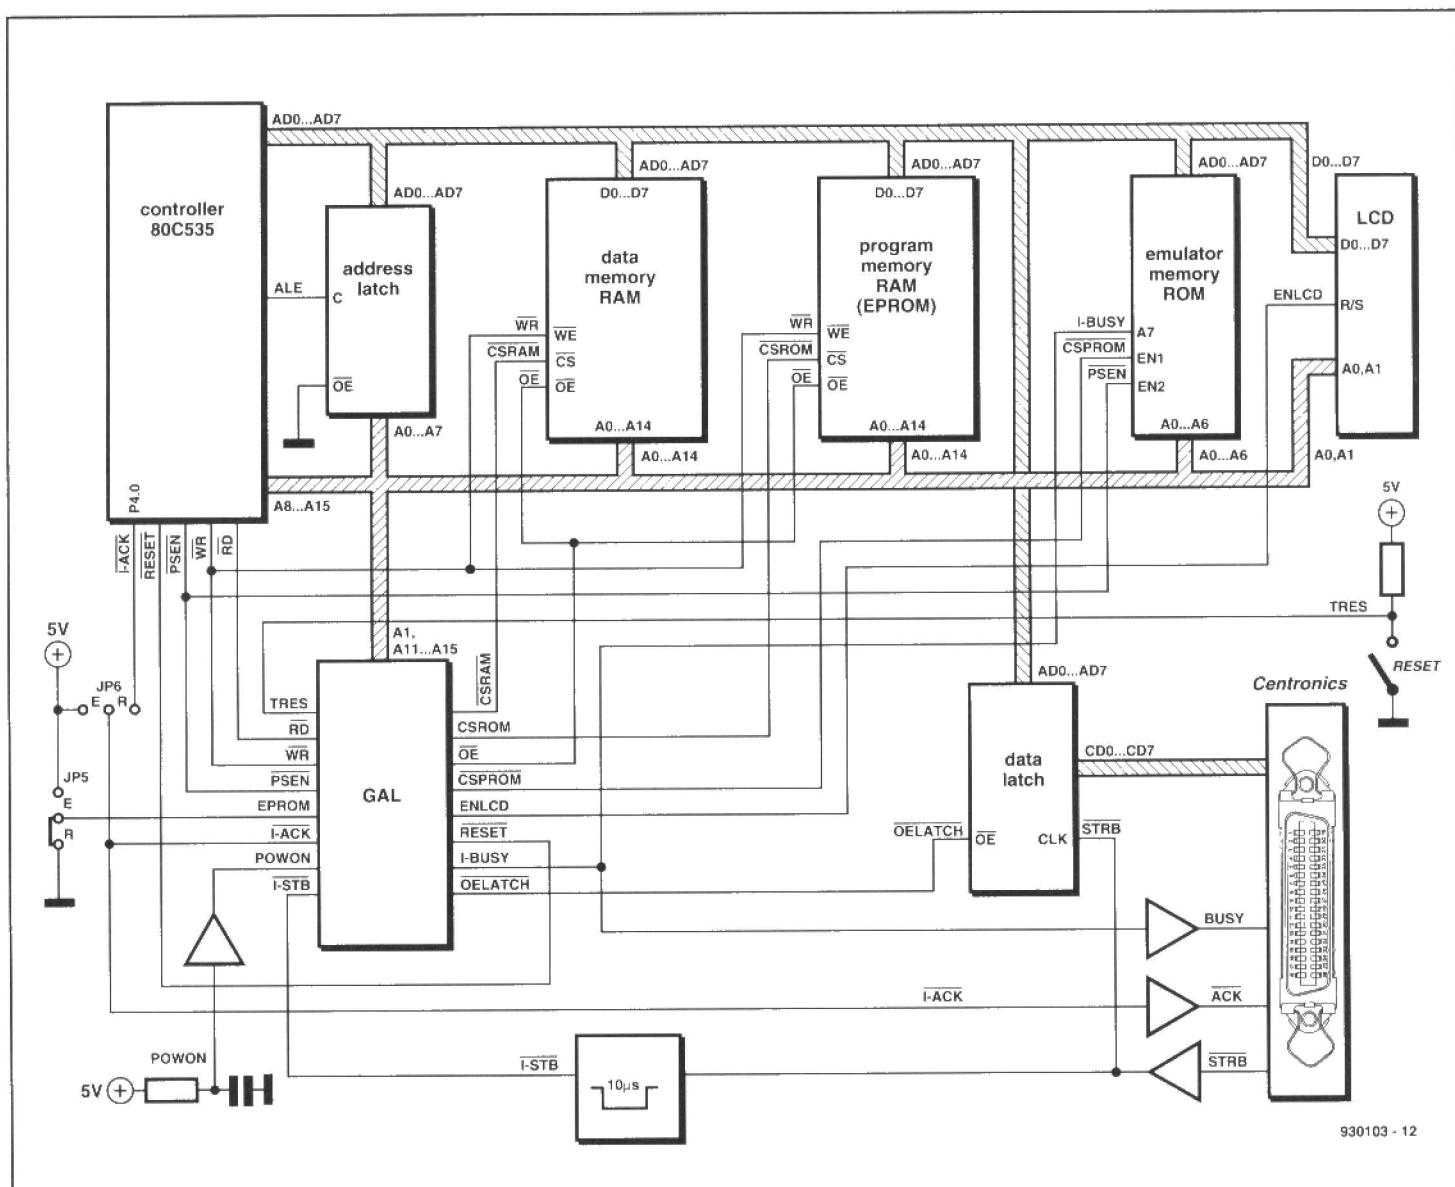 AD0...AD7
controller
80C535
ALE
P4.0
A8...A15
I-ACK
RESET
PSEN
WR
RD
AD0...AD7
address
latch
C
OE
A0...A7
AD0...AD7
D0...D7
data
memory
RAM
WR
WE
CSRAM
CS
OE
OE
A0...A14
A0...A14
AD0...AD7
D0...D7
program
memory
RAM
(EPROM)
WR
WE
CSROM
CS
OE
OE
A0...A14
A0...A14
AD0...AD7
emulator
memory
ROM
I-BUSY
A7
CSPROM
EN1
PSEN
EN2
A0...A6
A0...A6
D0...D7
LCD
D0...D7
ENLCD
R/S
A0,A1
A0,A1
5V
TRES
RESET
5V
JP6
E
R
JP5
E
R
A1,
A11...A15
CSRAM
GAL
TRES
RD
WR
PSEN
EPROM
I-ACK
POWON
I-STB
CSROM
OE
CSPROM
ENLCD
RESET
I-BUSY
OELATCH
AD0...AD7
data
latch
CD0...CD7
OELATCH
OE
CLK
STRB
Centronics
BUSY
I-ACK
ACK
STRB
I-STB
10µs
POWON
5V
930103 - 12